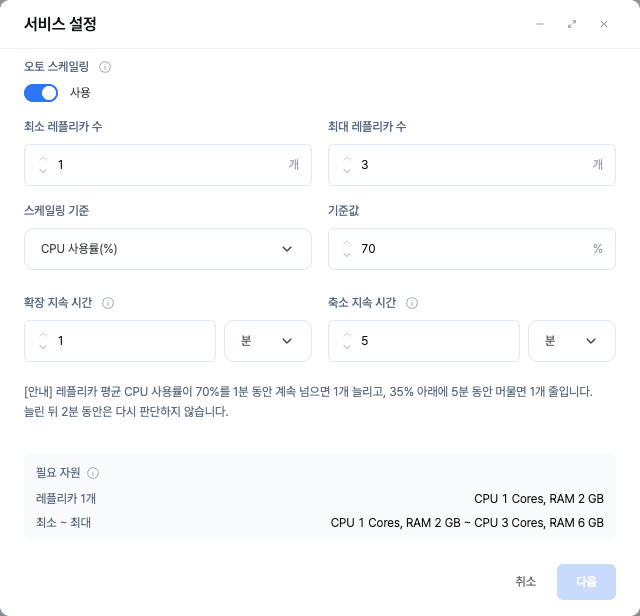 서비스 설정
오토 스케일링
사용
최소 레플리카 수
최대 레플리카 수
1 개
3 개
스케일링 기준
기준값
CPU 사용률(%)
70 %
확장 지속 시간
축소 지속 시간
1 분
5 분
[안내] 레플리카 평균 CPU 사용률이 70%를 1분 동안 계속 넘으면 1개 늘리고, 35% 아래에 5분 동안 머물면 1개 줄입니다.
늘린 뒤 2분 동안은 다시 판단하지 않습니다.
필요 자원
레플리카 1개 CPU 1 Cores, RAM 2 GB
최소 ~ 최대 CPU 1 Cores, RAM 2 GB ~ CPU 3 Cores, RAM 6 GB
취소 다음